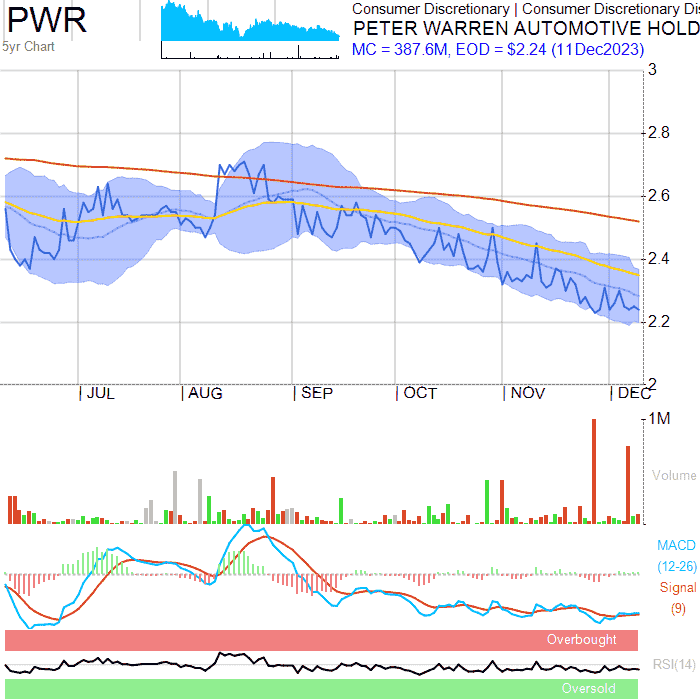 PWR
5yr Chart
Consumer Discretionary | Consumer Discretionary Dis
PETER WARREN AUTOMOTIVE HOLD
MC = 387.6M, EOD = $2.24 (11Dec2023)
3
2.8
2.6
2.4
2.2
2
JUL AUG SEP OCT NOV DEC
1M
Volume
MACD
(12-26)
Signal
(9)
Overbought
RSI(14)
Oversold